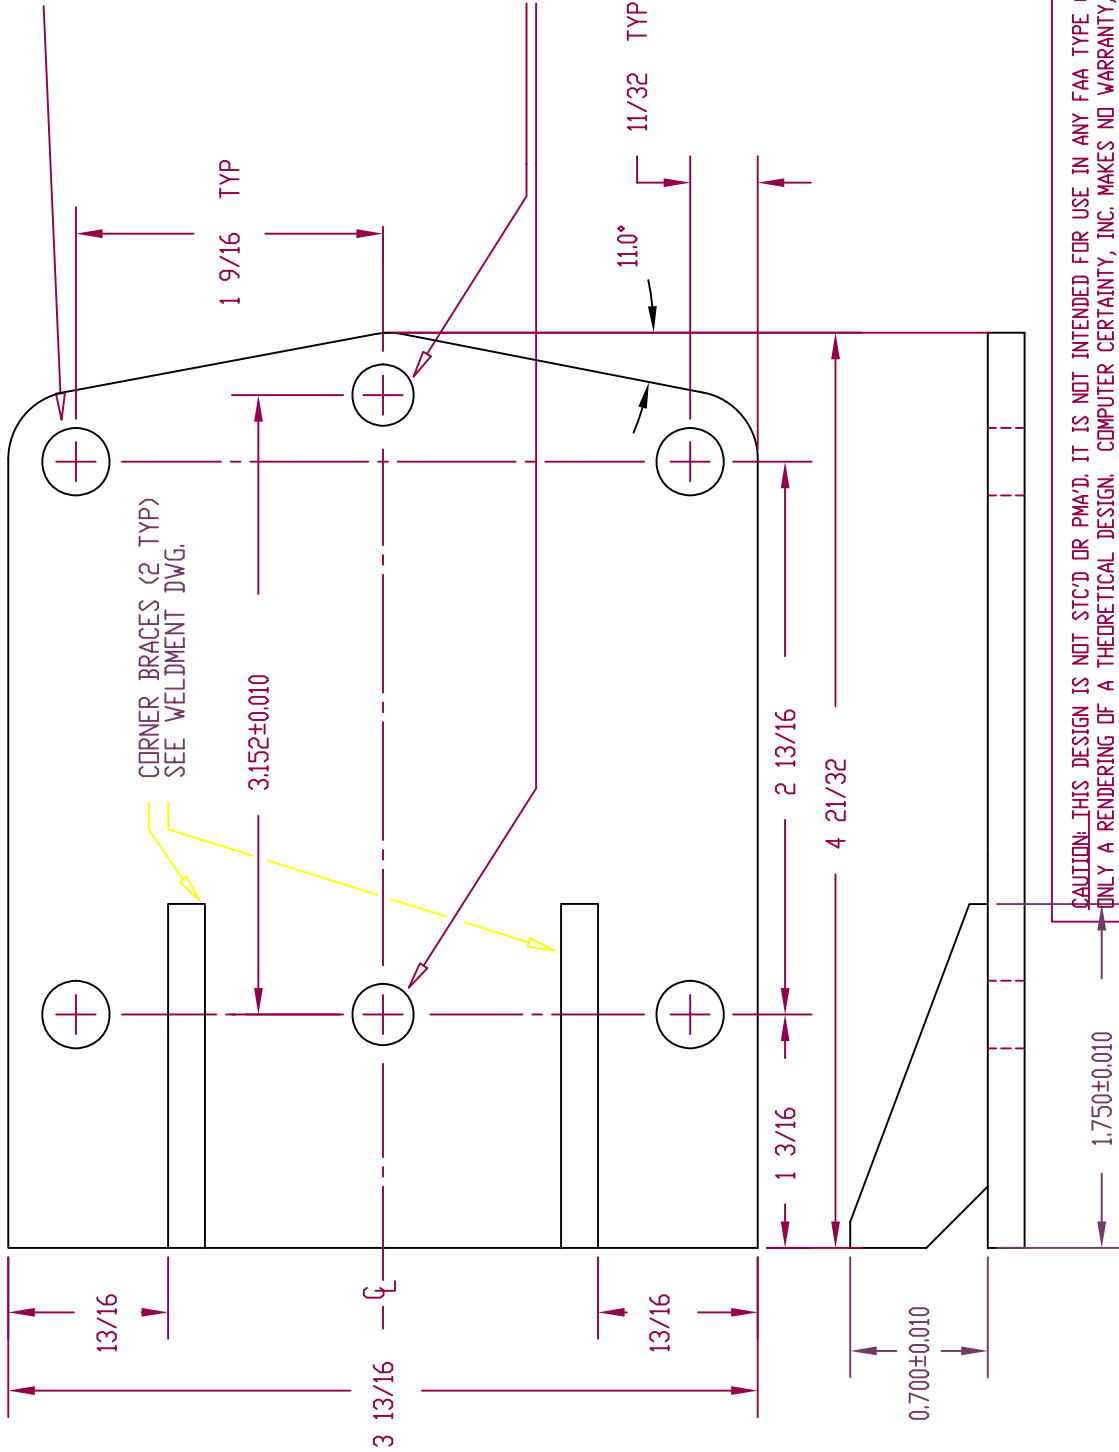 1 9/16 TYP
11/32 TYP
11.0°
CORNER BRACES (2 TYP)
SEE WELDMENT DWG.
3.152±0.010
2 13/16
4 21/32
1 3/16
13/16
C L
13/16
3 13/16
0.700±0.010
1.750±0.010
CAUTION: THIS DESIGN IS NOT STC'D OR PMA'D. IT IS NOT INTENDED FOR USE IN ANY FAA TYPE
ONLY A RENDERING OF A THEORETICAL DESIGN. COMPUTER CERTAINTY, INC. MAKES NO WARRANTY,